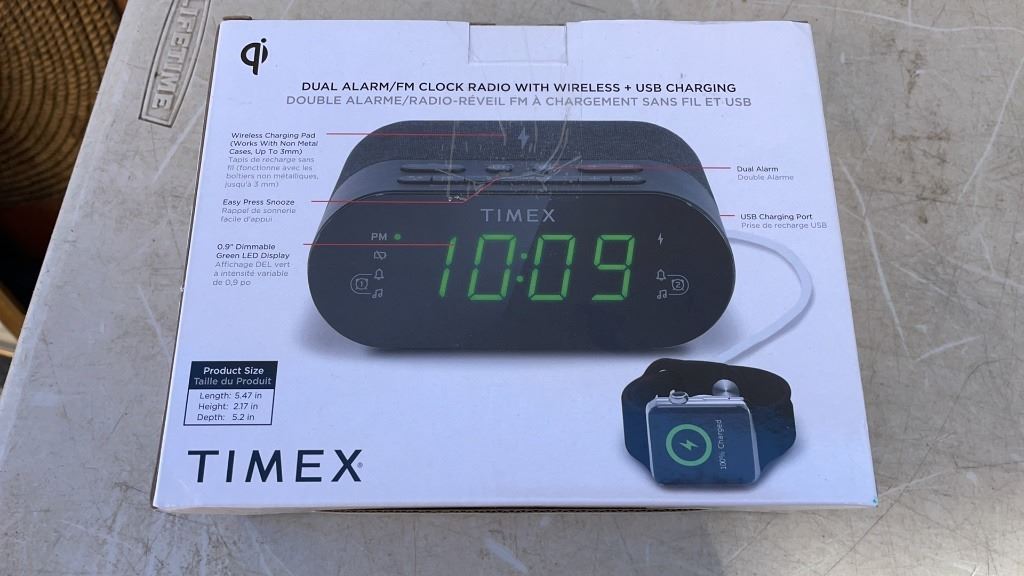 LIFETIME
qi
DUAL ALARM/FM CLOCK RADIO WITH WIRELESS + USB CHARGING
DOUBLE ALARME/RADIO-RÉVEIL FM À CHARGEMENT SANS FIL ET USB
Wireless Charging Pad
(Works With Non Metal
Cases, Up To 3mm)
Tapis de recharge sans
fil (fonctionne avec les
boîtiers non métalliques,
jusqu'à 3 mm)
Easy Press Snooze
Rappel de sonnerie
facile d'appui
0.9" Dimmable
Green LED Display
Affichage DEL vert
à intensité variable
de 0,9 po
Dual Alarm
Double Alarme
USB Charging Port
Prise de recharge USB
TIMEX
PM
10:09
1
2
100% Charged
Product Size
Taille du Produit
Length: 5.47 in
Height: 2.17 in
Depth: 5.2 in
TIMEX®